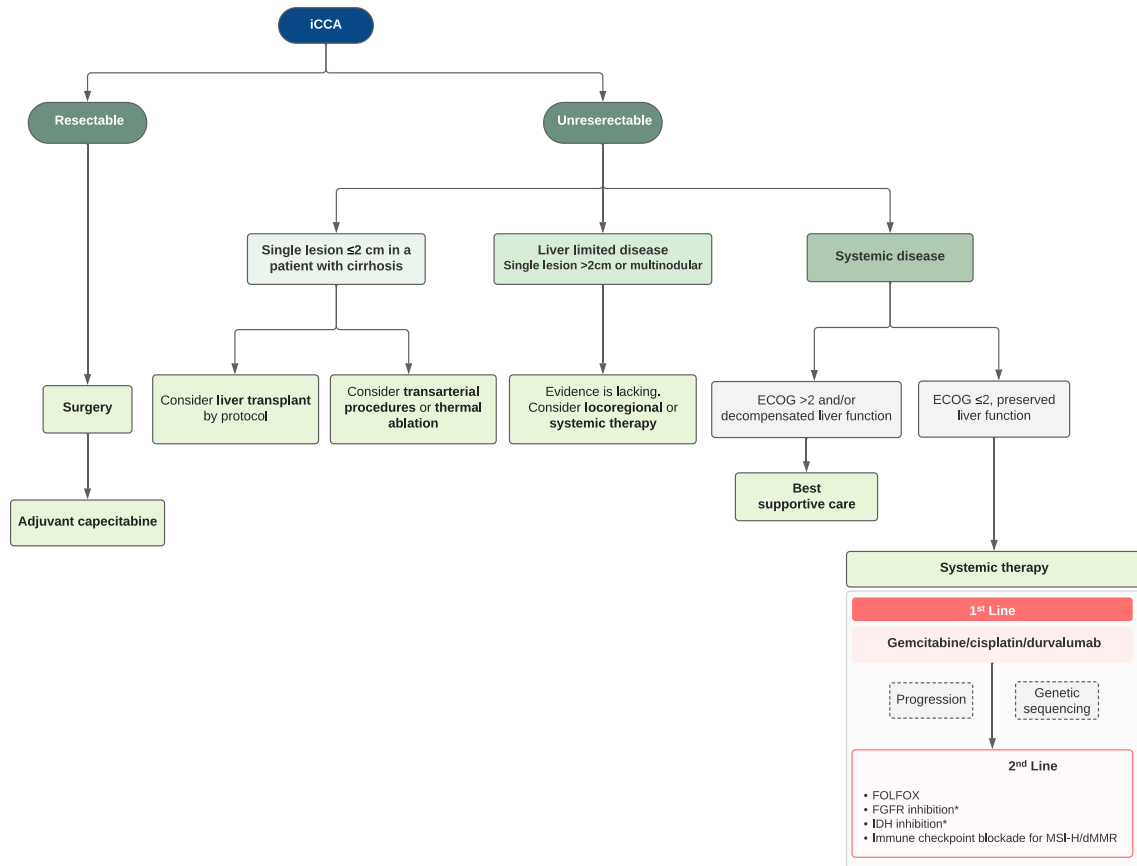 iCCA
Resectable
Unreserectable
Single lesion ≤2 cm in a
patient with cirrhosis
Liver limited disease
Single lesion >2cm or multinodular
Systemic disease
Consider liver transplant
by protocol
Consider transarterial
procedures or thermal
ablation
Evidence is lacking.
Consider locoregional or
systemic therapy
ECOG >2 and/or
decompensated liver function
ECOG ≤2, preserved
liver function
Surgery
Adjuvant capecitabine
Best
supportive care
Systemic therapy
1st Line
Gemcitabine/cisplatin/durvalumab
Progression
Genetic
sequencing
2nd Line
• FOLFOX
• FGFR inhibition*
• IDH inhibition*
• Immune checkpoint blockade for MSI-H/dMMR